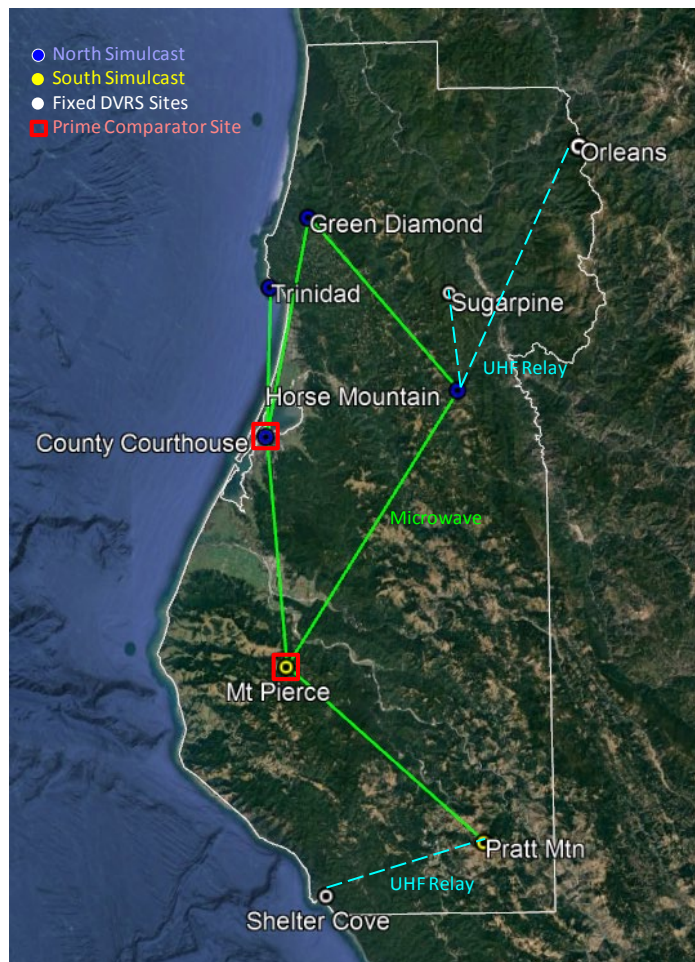 North Simulcast
South Simulcast
Fixed DVRS Sites
Prime Comparator Site
Orleans
Green Diamond
Trinidad
Sugarpine
UHF Relay
Horse Mountain
County Courthouse
Microwave
Mt Pierce
Pratt Mtn
UHF Relay
Shelter Cove